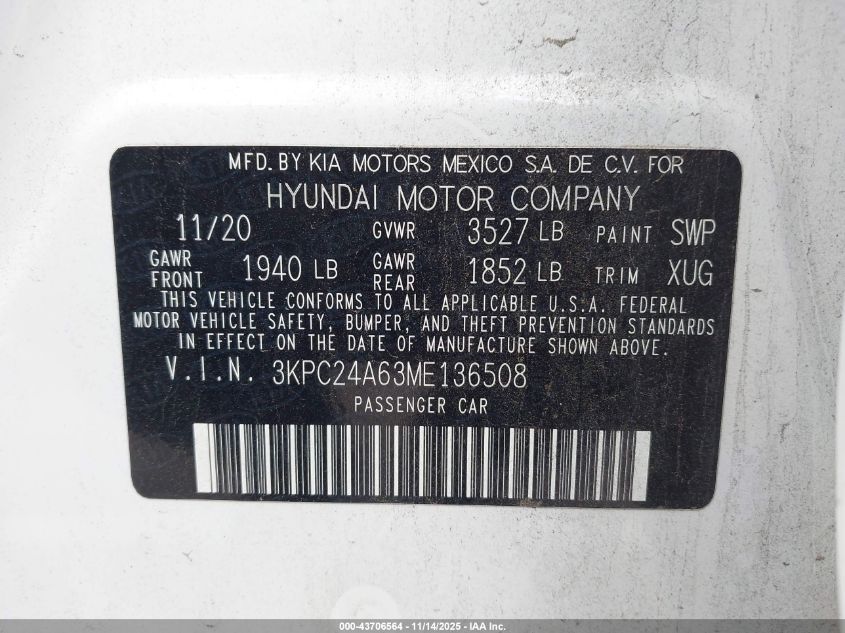 MFD. BY KIA MOTORS MEXICO S.A. DE C.V. FOR
HYUNDAI MOTOR COMPANY
11/20 GVWR 3527 LB PAINT SWP
GAWR FRONT 1940 LB GAWR REAR 1852 LB TRIM XUG
THIS VEHICLE CONFORMS TO ALL APPLICABLE U.S.A. FEDERAL
MOTOR VEHICLE SAFETY, BUMPER, AND THEFT PREVENTION STANDARDS
IN EFFECT ON THE DATE OF MANUFACTURE SHOWN ABOVE.
V.I.N. 3KPC24A63ME136508
PASSENGER CAR
000-43706564 - 11/14/2025 - IAA Inc.